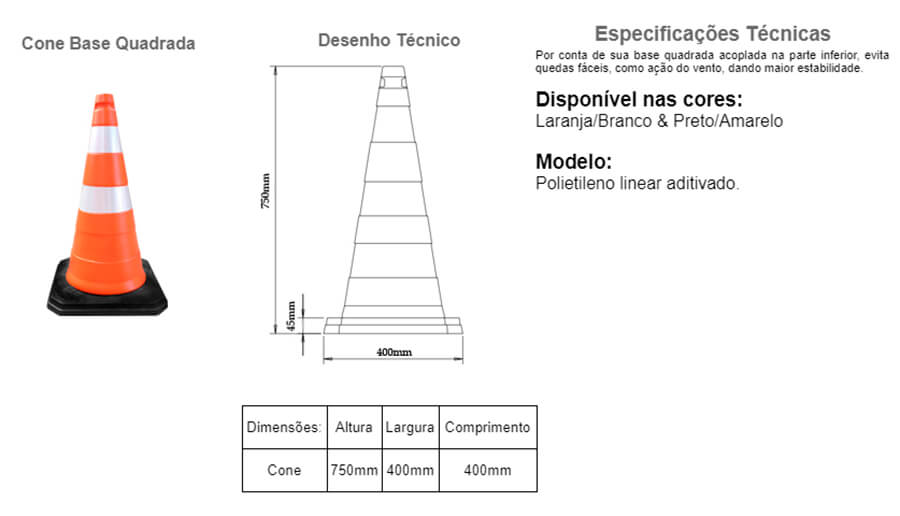 Cone Base Quadrada
Desenho Técnico
750mm
45mm
400mm
Especificações Técnicas
Por conta de sua base quadrada acoplada na parte inferior, evita
quedas fáceis, como ação do vento, dando maior estabilidade.
Disponível nas cores:
Laranja/Branco & Preto/Amarelo
Modelo:
Polietileno linear aditivado.
Dimensões: Altura Largura Comprimento
Cone 750mm 400mm 400mm